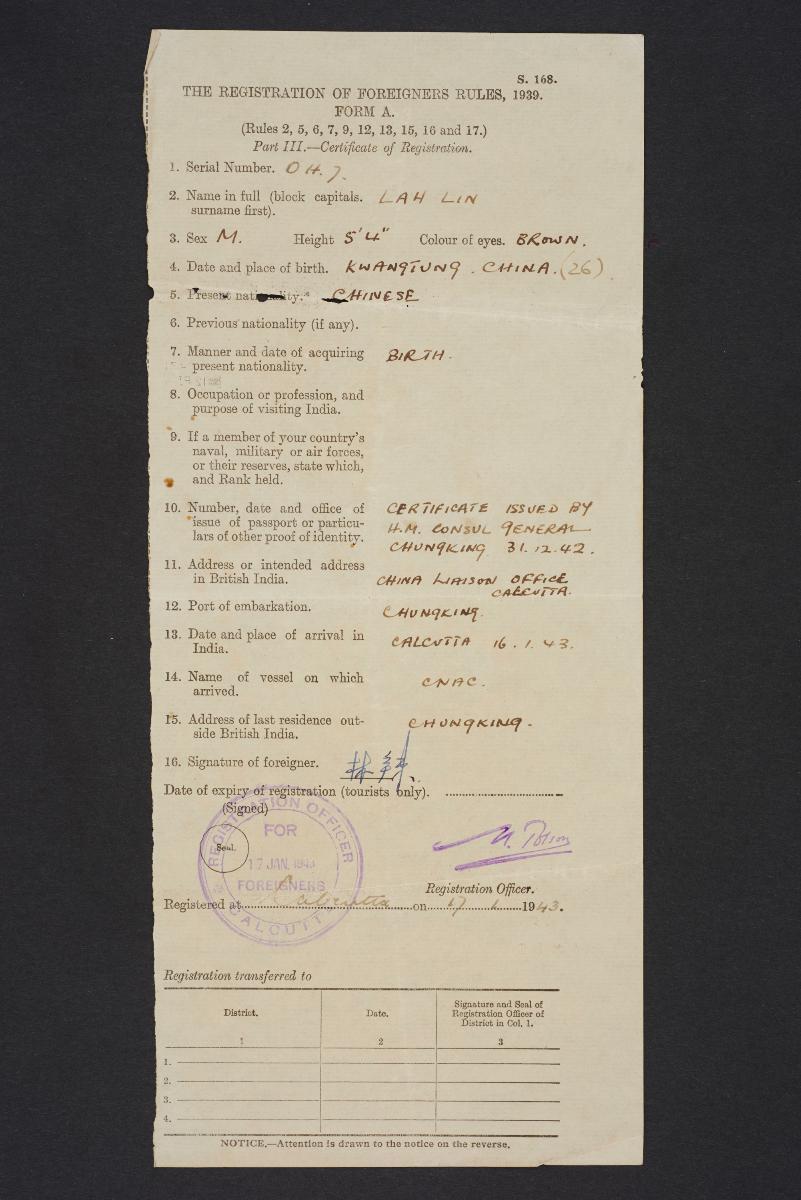 S. 168.
THE REGISTRATION OF FOREIGNERS RULES, 1939.
FORM A.
(Rules 2, 5, 6, 7, 9, 12, 13, 15, 16 and 17.)
Part III.—Certificate of Registration.
1. Serial Number. O H. 7.
2. Name in full (block capitals. LAH LIN
surname first).
3. Sex M. Height 5'4" Colour of eyes. BROWN.
4. Date and place of birth. KWANGTUNG. CHINA. (26)
5. Present nationality.* CHINESE
6. Previous nationality (if any).
7. Manner and date of acquiring BIRTH.
present nationality.
8. Occupation or profession, and
purpose of visiting India.
9. If a member of your country's
naval, military or air forces,
or their reserves, state which,
and Rank held.
10. Number, date and office of CERTIFICATE ISSUED BY
issue of passport or particu- H.M. CONSUL GENERAL
lars of other proof of identity. CHUNGKING 31.12.42.
11. Address or intended address CHINA LIAISON OFFICE
in British India. CALCUTTA.
12. Port of embarkation. CHUNGKING.
13. Date and place of arrival in CALCUTTA 16.1.43.
India.
14. Name of vessel on which CNAC.
arrived.
15. Address of last residence out- CHUNGKING.
side British India.
16. Signature of foreigner. 林
Date of expiry of registration (tourists only). ..........
(Signed)
REGISTRATION OFFICER
FOR
Seal.
17 JAN. 1943
FOREIGNERS
CALCUTTA
Registration Officer.
Registered at Calcutta on 17 1 1943.
Registration transferred to
District. Date. Signature and Seal of
Registration Officer of
District in Col. 1.
1 2 3
1.
2.
3.
4.
NOTICE.—Attention is drawn to the notice on the reverse.